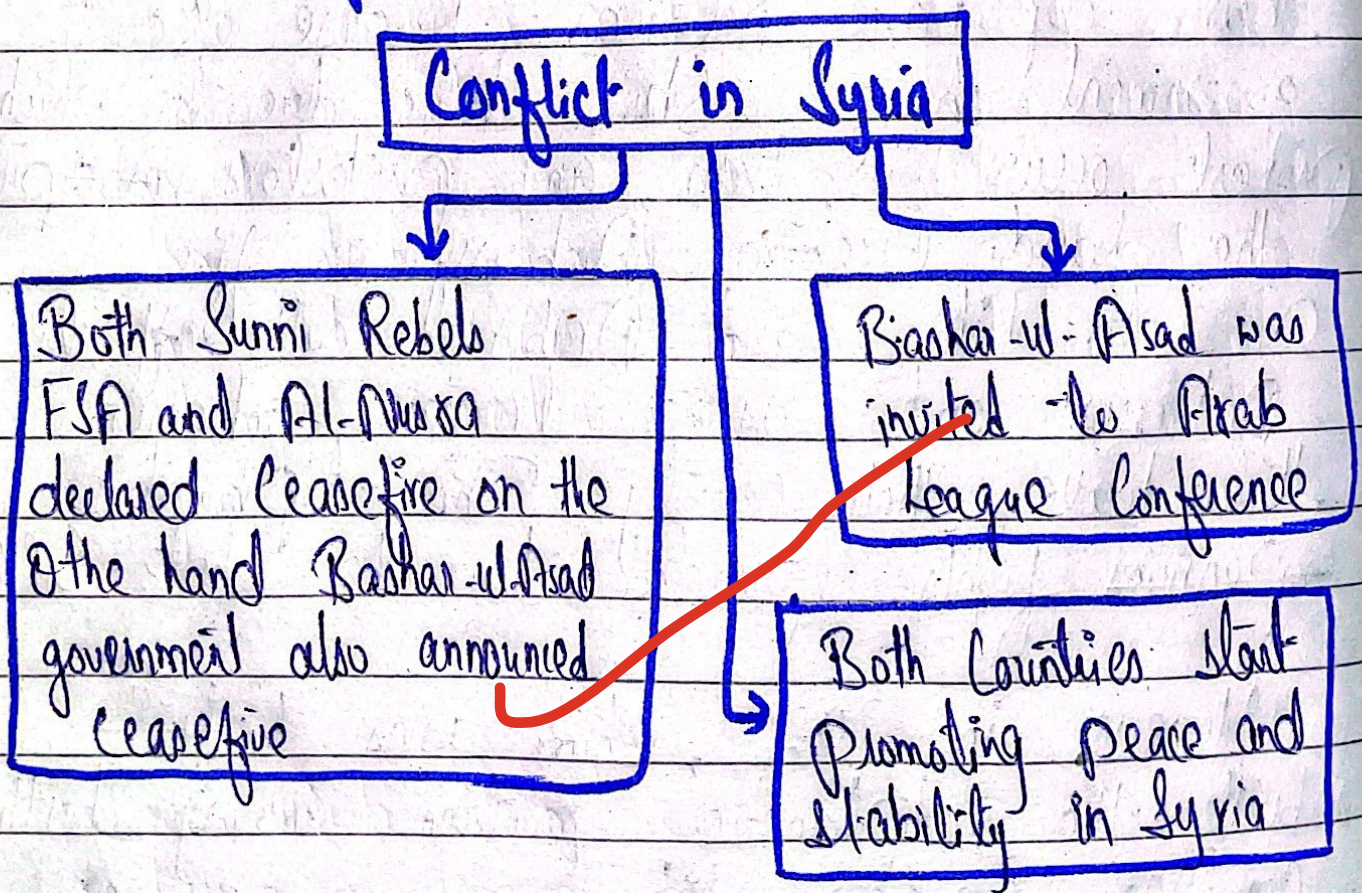 Conflict in Syria
Both Sunni Rebels
FSA and Al-Nusra
declared Ceasefire on the
Othe hand Bashar-ul-Asad
government also announced
Ceasefire
Bashar-ul-Asad was
invited to Arab
League Conference
Both Countries start
Promoting peace and
stability in Syria